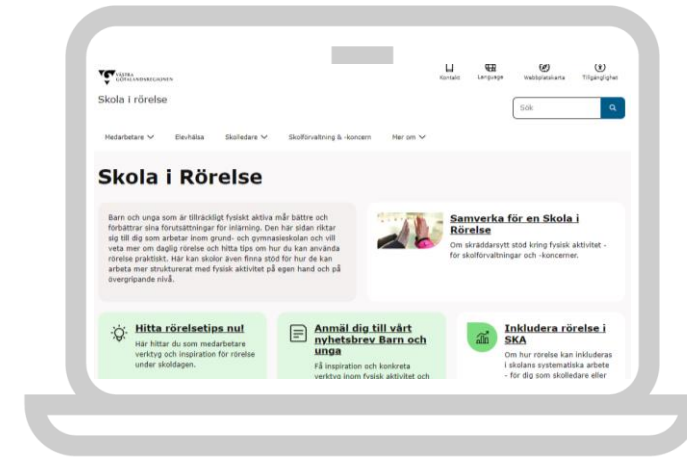 VÄSTRA
GÖTALANDSREGIONEN
Kontakt Language Webbplatskarta Tillgänglighet
Skola i rörelse
Sök
Medarbetare Elevhälsa Skolledare Skolförvaltning & -koncern Mer om
Skola i Rörelse
Barn och unga som är tillräckligt fysiskt aktiva mår bättre och
förbättrar sina förutsättningar för inlärning. Den här sidan riktar
sig till dig som arbetar inom grund- och gymnasieskolan och vill
veta mer om daglig rörelse och hitta tips om hur du kan använda
rörelse praktiskt. Här kan skolor även finna stöd för hur de kan
arbeta mer strukturerat med fysisk aktivitet på egen hand och på
övergripande nivå.
Samverka för en Skola i
Rörelse
Om skräddarsytt stöd kring fysisk aktivitet -
för skolförvaltningar och -koncerner.
Hitta rörelsetips nu!
Här hittar du som medarbetare
verktyg och inspiration för rörelse
under skoldagen.
Anmäl dig till vårt
nyhetsbrev Barn och
unga
Få inspiration och konkreta
verktyg inom fysisk aktivitet och
Inkludera rörelse i
SKA
Om hur rörelse kan inkluderas
i skolans systematiska arbete
- för dig som skolledare eller